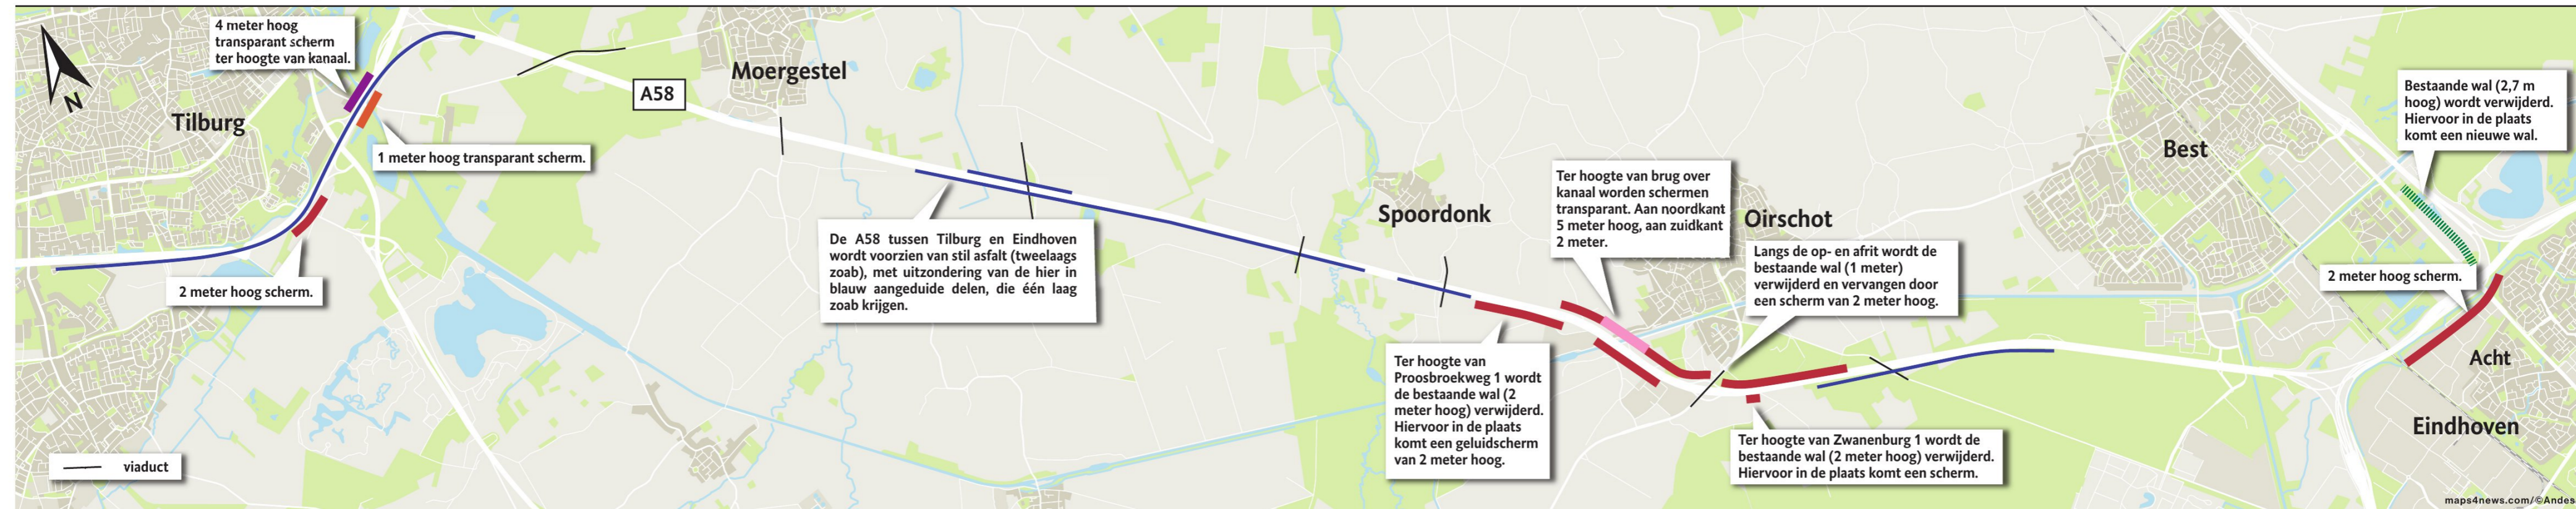 4 meter hoog
transparant scherm
ter hoogte van kanaal.
N
Tilburg
1 meter hoog transparant scherm.
2 meter hoog scherm.
viaduct
A58
Moergestel
De A58 tussen Tilburg en Eindhoven
wordt voorzien van stil asfalt (tweelaags
zoab), met uitzondering van de hier in
blauw aangeduide delen, die één laag
zoab krijgen.
Spoordonk
Ter hoogte van
Proosbroekweg 1 wordt
de bestaande wal (2
meter hoog) verwijderd.
Hiervoor in de plaats
komt een geluidscherm
van 2 meter hoog.
Ter hoogte van brug over
kanaal worden schermen
transparant. Aan noordkant
5 meter hoog, aan zuidkant
2 meter.
Oirschot
Langs de op- en afrit wordt de
bestaande wal (1 meter)
verwijderd en vervangen door
een scherm van 2 meter hoog.
Ter hoogte van Zwanenburg 1 wordt de
bestaande wal (2 meter hoog) verwijderd.
Hiervoor in de plaats komt een scherm.
Best
Bestaande wal (2,7 m
hoog) wordt verwijderd.
Hiervoor in de plaats
komt een nieuwe wal.
2 meter hoog scherm.
Acht
Eindhoven
maps4news.com/©Andes